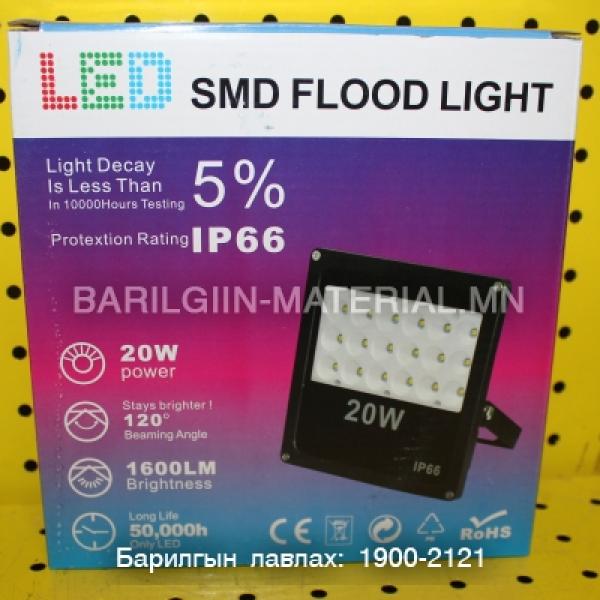 LED SMD FLOOD LIGHT
Light Decay
Is Less Than
In 10000Hours Testing
5%
Protextion Rating IP66
BARILGIIN-MATERIAL.MN
20W
power
Stays brighter !
120°
Beaming Angle
1600LM
Brightness
Long Life
50,000h
Only LED
20W
IP66
CE
RoHS
Барилгын лавлах: 1900-2121